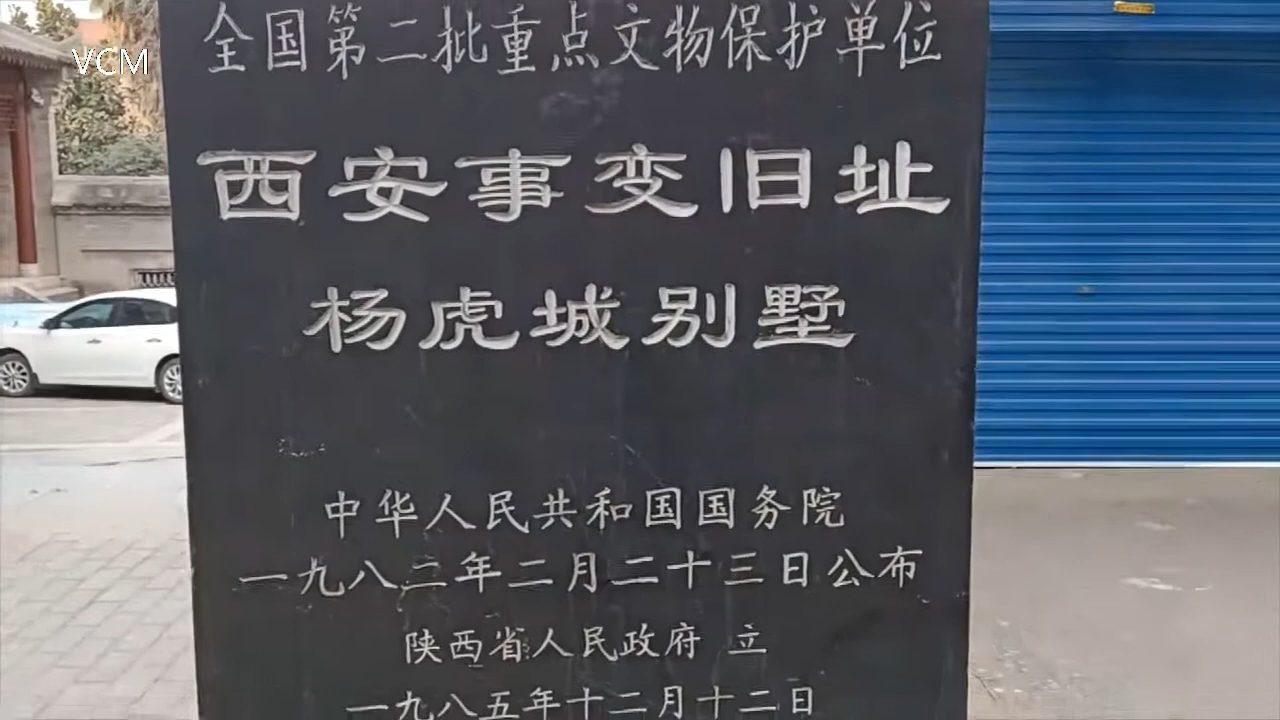 VCM
全国第二批重点文物保护单位
西安事变旧址
杨虎城别墅
中华人民共和国国务院
一九八二年二月二十三日公布
陕西省人民政府 立
一九八五年十二月十二日